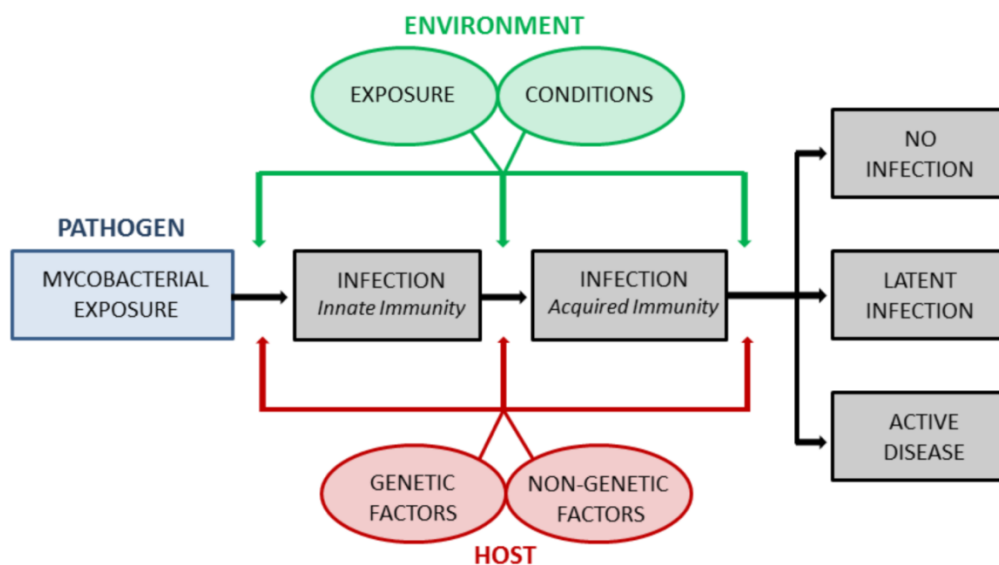 ENVIRONMENT
EXPOSURE
CONDITIONS
NO
INFECTION
PATHOGEN
MYCOBACTERIAL
EXPOSURE
INFECTION
Innate Immunity
INFECTION
Acquired Immunity
LATENT
INFECTION
ACTIVE
DISEASE
GENETIC
FACTORS
NON-GENETIC
FACTORS
HOST